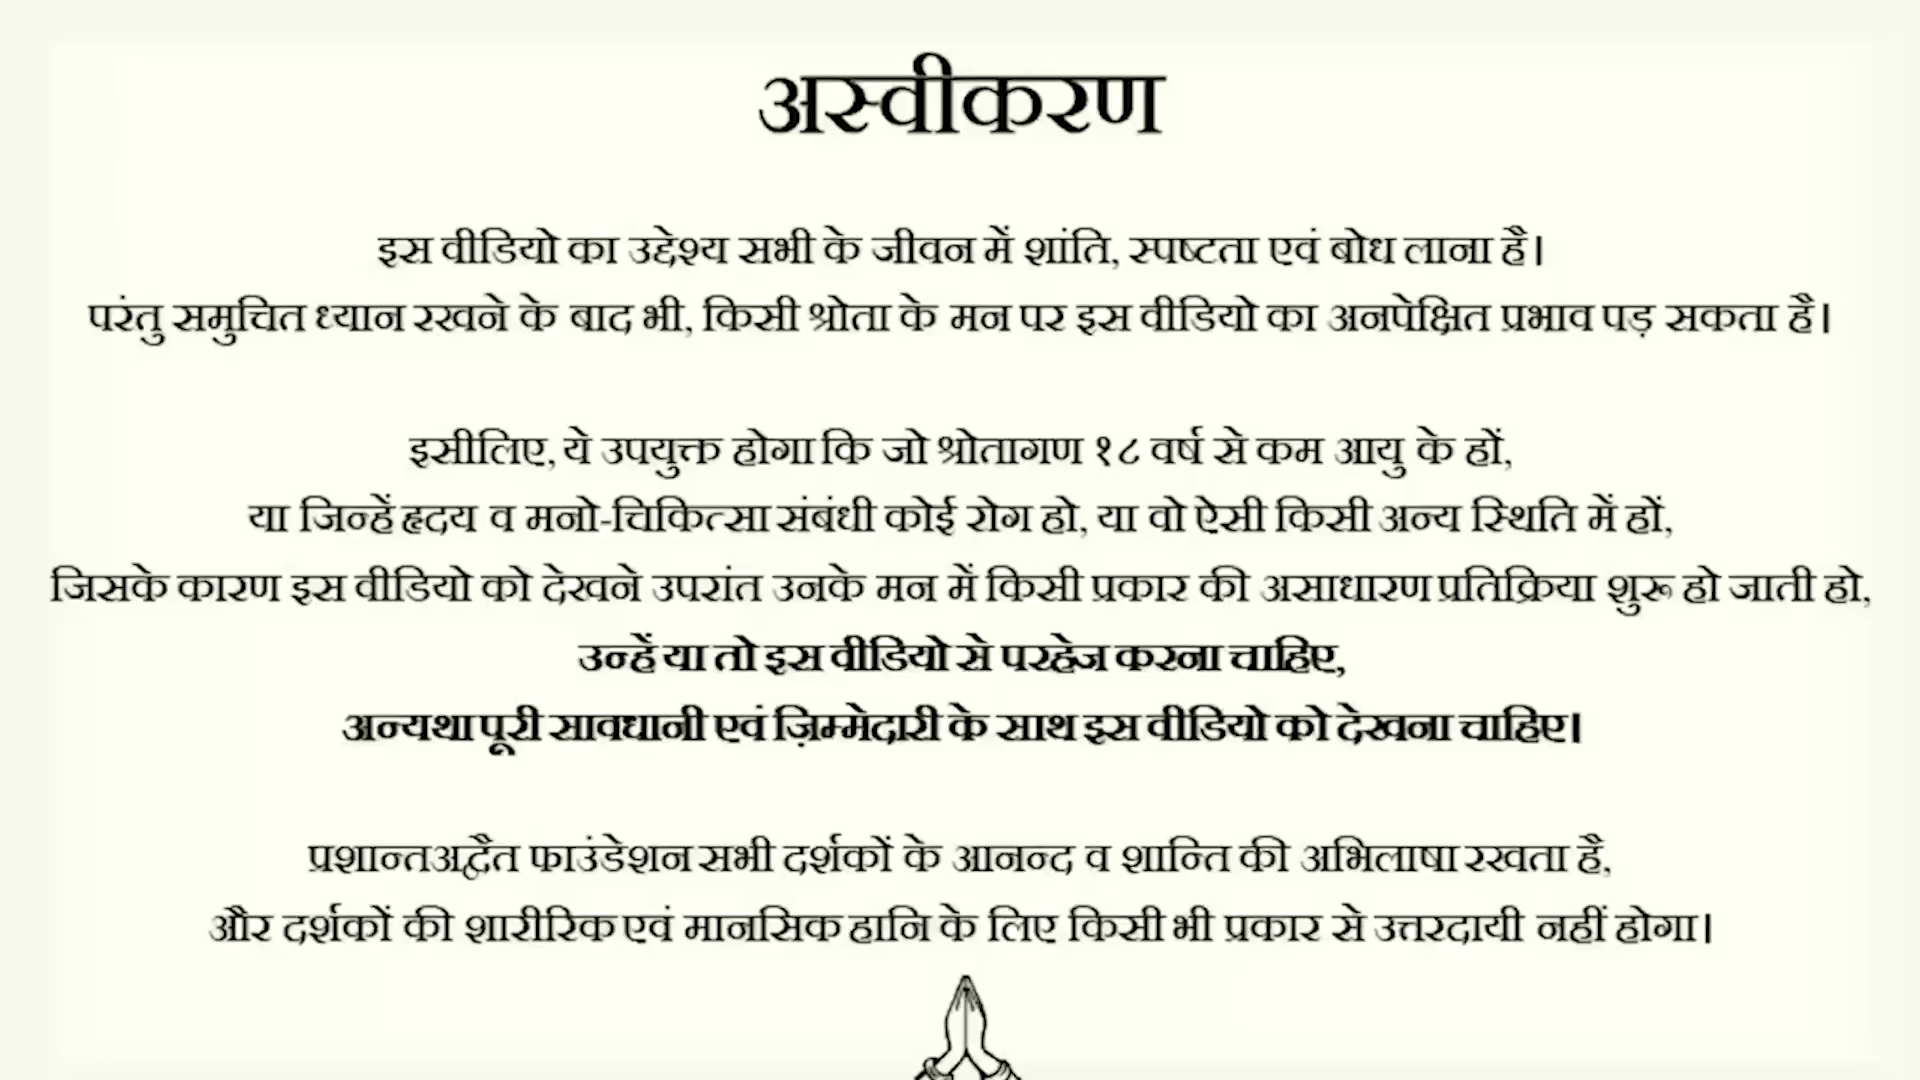 अस्वीकरण
इस वीडियो का उद्देश्य सभी के जीवन में शांति, स्पष्टता एवं बोध लाना है।
परंतु समुचित ध्यान रखने के बाद भी, किसी श्रोता के मन पर इस वीडियो का अनपेक्षित प्रभाव पड़ सकता है।
इसीलिए, ये उपयुक्त होगा कि जो श्रोतागण १८ वर्ष से कम आयु के हों,
या जिन्हें हृदय व मनो-चिकित्सा संबंधी कोई रोग हो, या वो ऐसी किसी अन्य स्थिति में हों,
जिसके कारण इस वीडियो को देखने उपरांत उनके मन में किसी प्रकार की असाधारण प्रतिक्रिया शुरू हो जाती हो,
उन्हें या तो इस वीडियो से परहेज करना चाहिए,
अन्यथा पूरी सावधानी एवं ज़िम्मेदारी के साथ इस वीडियो को देखना चाहिए।
प्रशान्तअद्वैत फाउंडेशन सभी दर्शकों के आनन्द व शान्ति की अभिलाषा रखता है,
और दर्शकों की शारीरिक एवं मानसिक हानि के लिए किसी भी प्रकार से उत्तरदायी नहीं होगा।